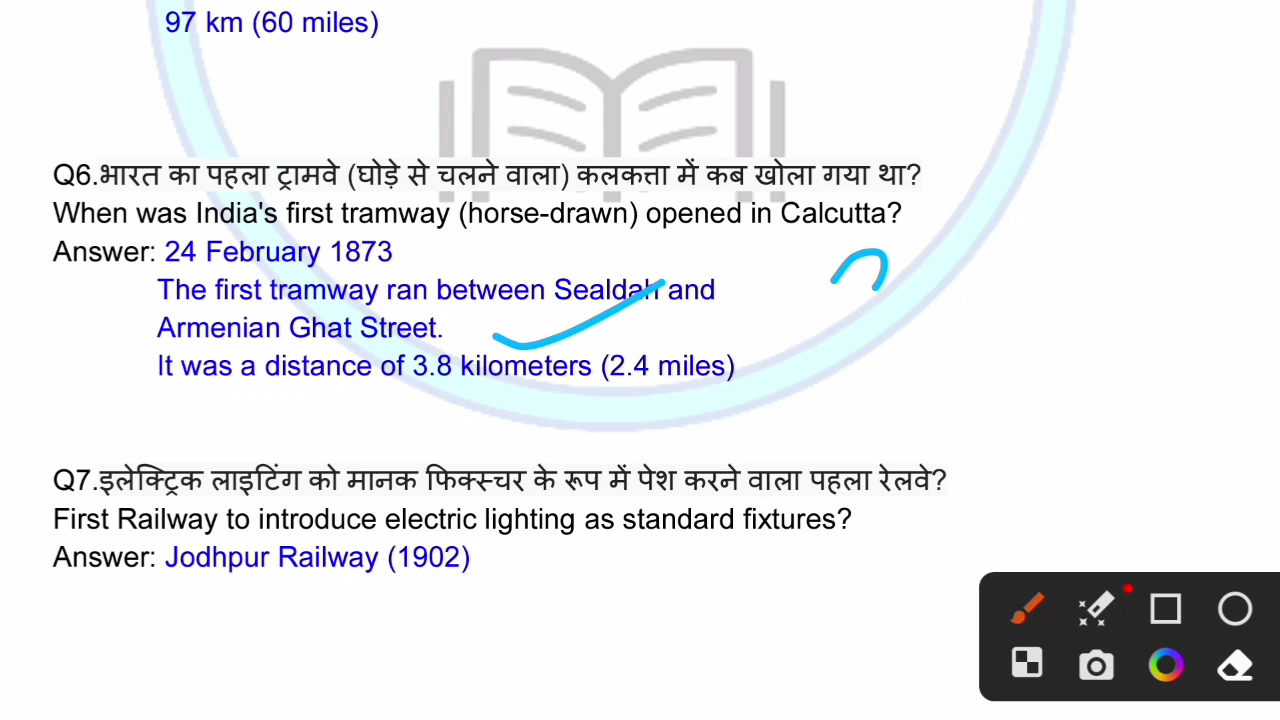 97 km (60 miles)
Q6.भारत का पहला ट्रामवे (घोड़े से चलने वाला) कलकत्ता में कब खोला गया था?
When was India's first tramway (horse-drawn) opened in Calcutta?
Answer: 24 February 1873
The first tramway ran between Sealdah and
Armenian Ghat Street.
It was a distance of 3.8 kilometers (2.4 miles)
Q7.इलेक्ट्रिक लाइटिंग को मानक फिक्स्चर के रूप में पेश करने वाला पहला रेलवे?
First Railway to introduce electric lighting as standard fixtures?
Answer: Jodhpur Railway (1902)